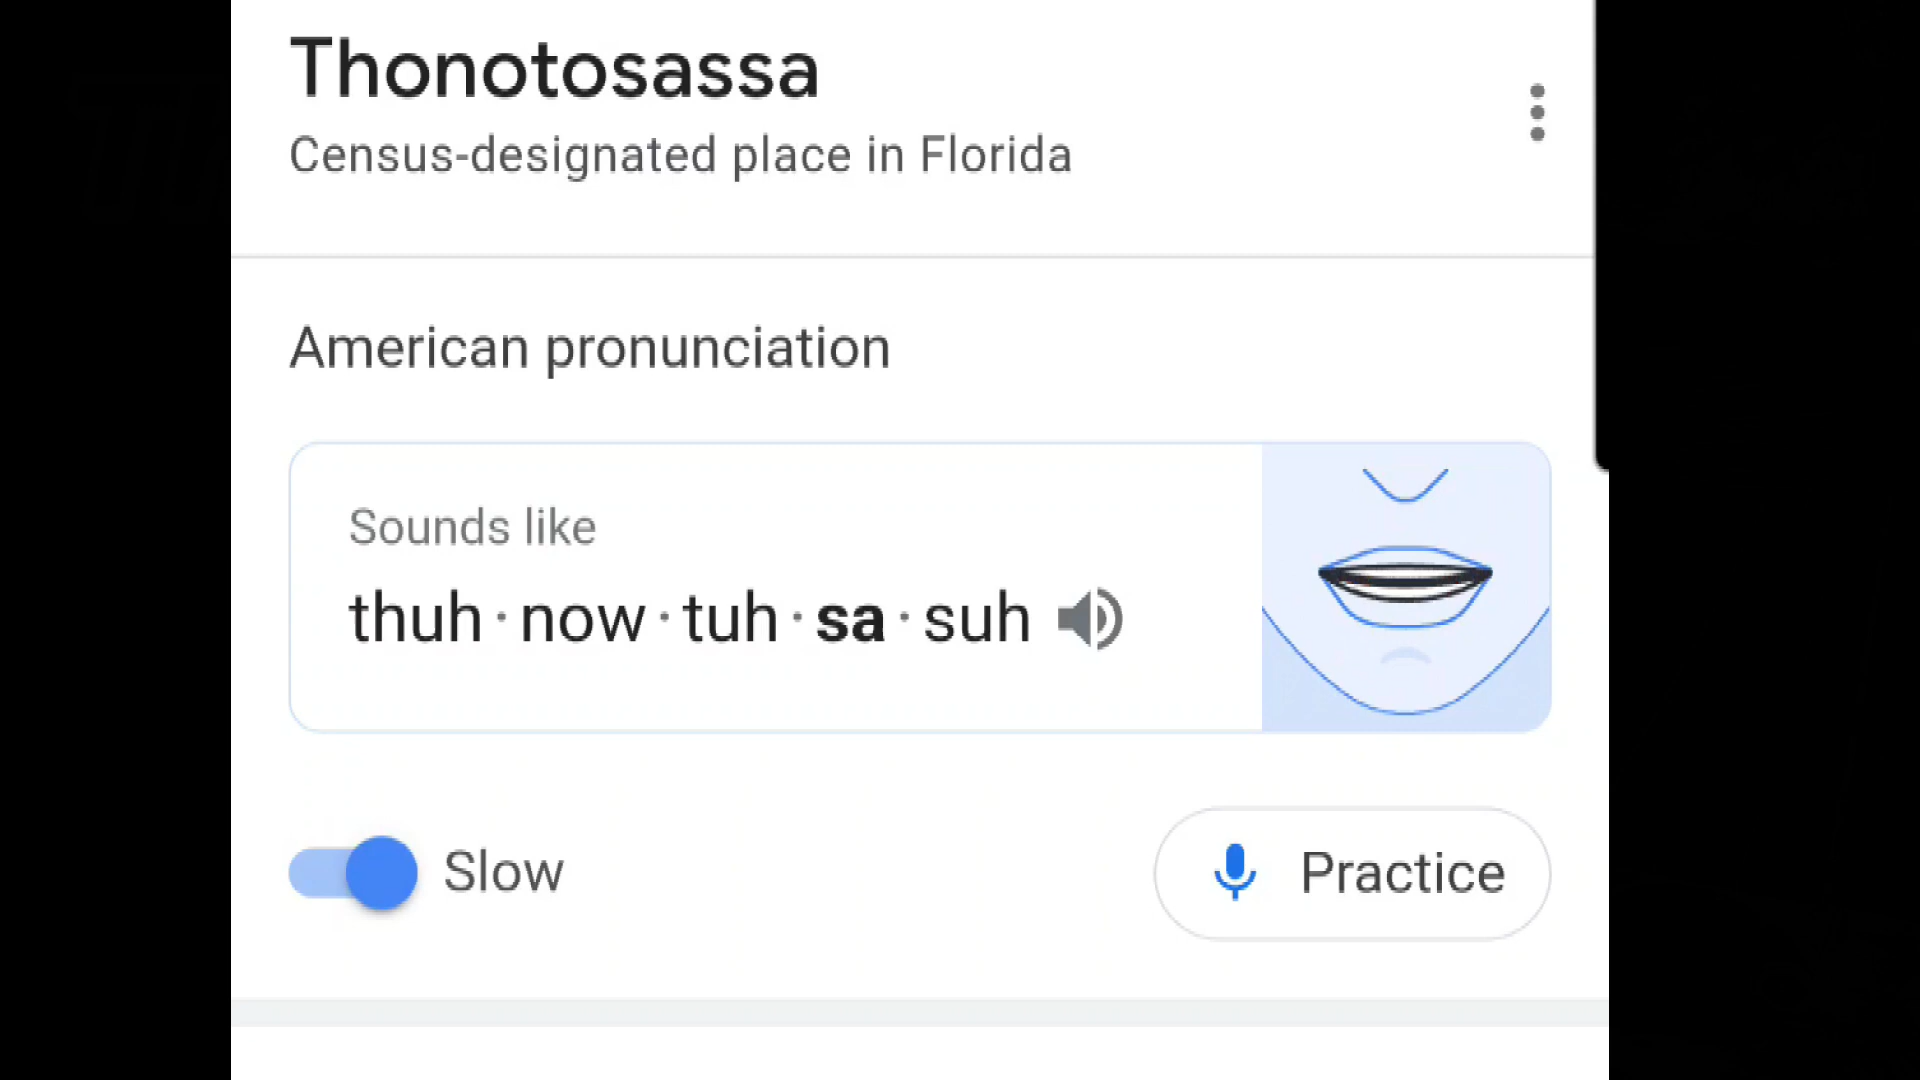 Thonotosassa
Census-designated place in Florida
American pronunciation
Sounds like
thuh · now · tuh · sa · suh
Slow
Practice